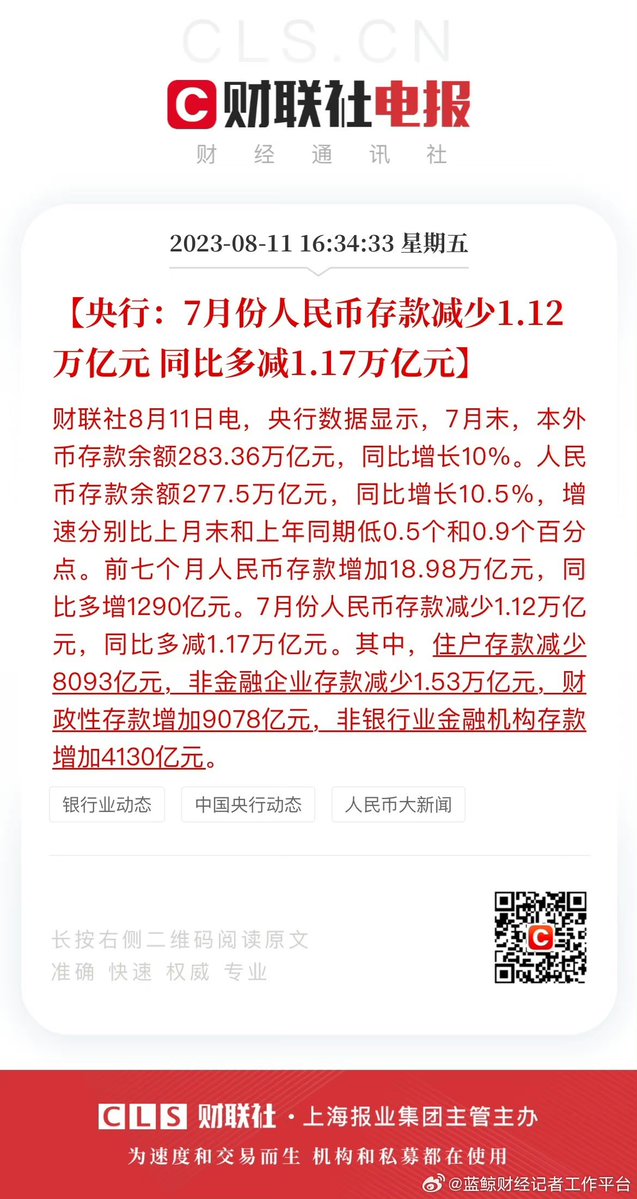 CLS.CN
C 财联社电报
财经通讯社
2023-08-11 16:34:33 星期五
【央行：7月份人民币存款减少1.12
万亿元 同比多减1.17万亿元】
财联社8月11日电，央行数据显示，7月末，本外
币存款余额283.36万亿元，同比增长10%。人民
币存款余额277.5万亿元，同比增长10.5%，增
速分别比上月末和上年同期低0.5个和0.9个百分
点。前七个月人民币存款增加18.98万亿元，同
比多增1290亿元。7月份人民币存款减少1.12万亿
元，同比多减1.17万亿元。其中，住户存款减少
8093亿元，非金融企业存款减少1.53万亿元，财
政性存款增加9078亿元，非银行业金融机构存款
增加4130亿元。
银行业动态 中国央行动态 人民币大新闻
长按右侧二维码阅读原文
准确 快速 权威 专业
C
CLS 财联社·上海报业集团主管主办
为速度和交易而生 机构和私募都在使用
@蓝鲸财经记者工作平台